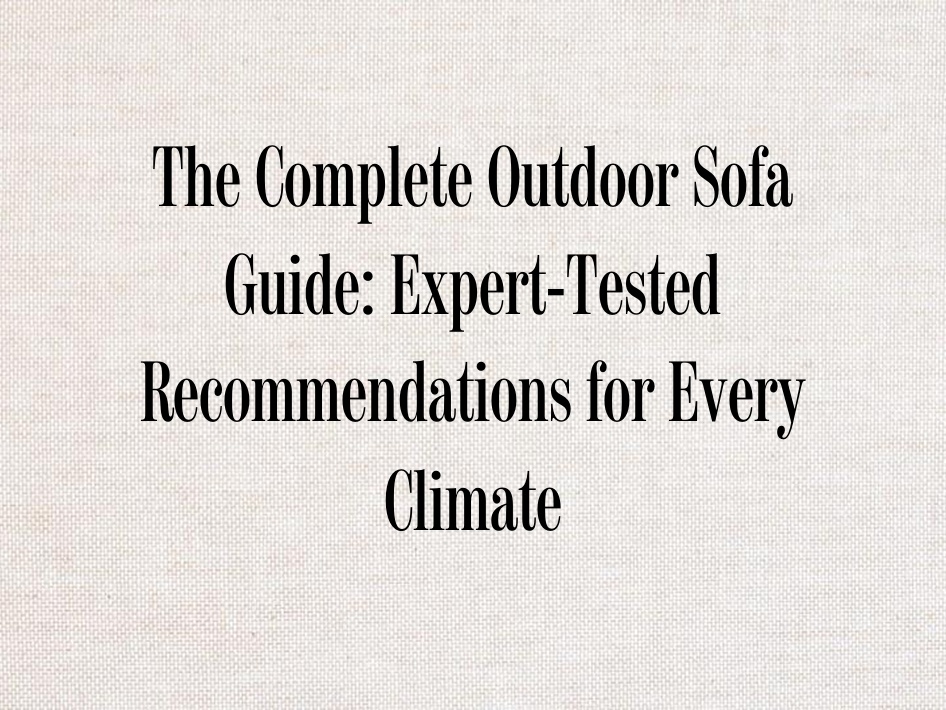 The Complete Outdoor Sofa
Guide: Expert-Tested
Recommendations for Every
Climate